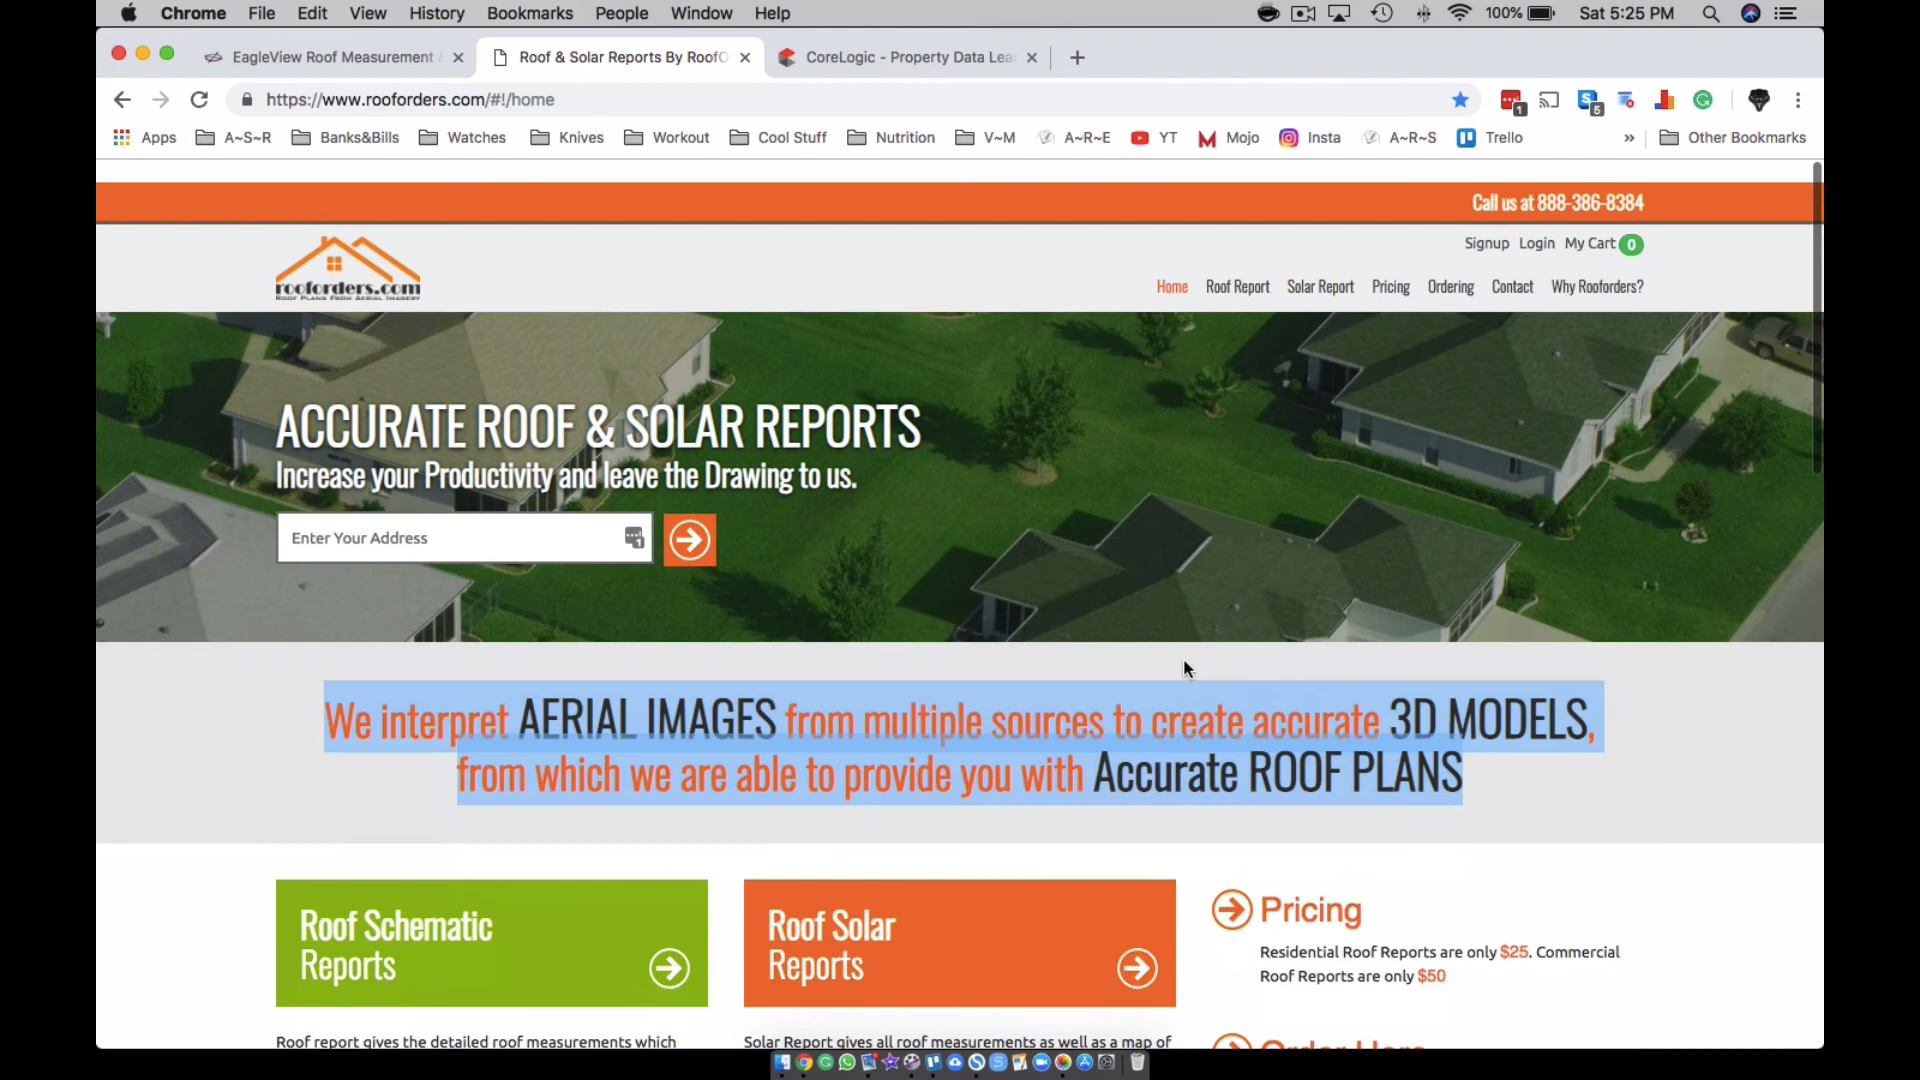 Chrome File Edit View History Bookmarks People Window Help 100% Sat 5:25 PM
EagleView Roof Measurement Roof & Solar Reports By RoofO CoreLogic - Property Data Lea
https://www.rooforders.com/#!/home
Apps A~S~R Banks&Bills Watches Knives Workout Cool Stuff Nutrition V~M A~R~E YT Mojo Insta A~R~S Trello » Other Bookmarks
Call us at 888-386-8384
Signup Login My Cart 0
rooforders.com
ROOF PLANS FROM AERIAL IMAGERY
Home Roof Report Solar Report Pricing Ordering Contact Why Rooforders?
ACCURATE ROOF & SOLAR REPORTS
Increase your Productivity and leave the Drawing to us.
Enter Your Address
We interpret AERIAL IMAGES from multiple sources to create accurate 3D MODELS,
from which we are able to provide you with Accurate ROOF PLANS
Roof Schematic
Reports
Roof Solar
Reports
Pricing
Residential Roof Reports are only $25. Commercial
Roof Reports are only $50
Roof report gives the detailed roof measurements which
Solar Report gives all roof measurements as well as a map of
Order Here